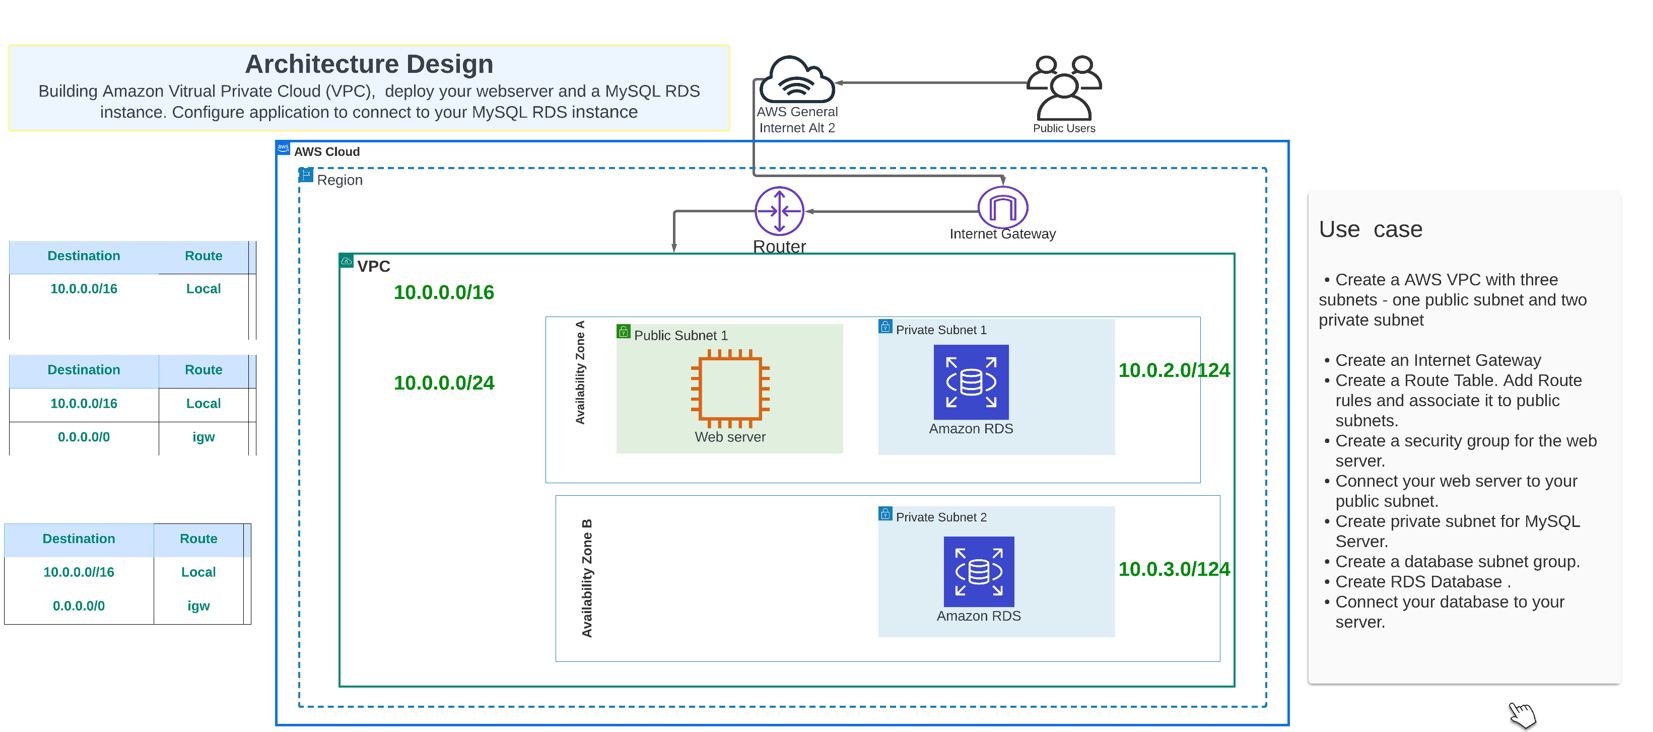 Architecture Design
Building Amazon Vitrual Private Cloud (VPC), deploy your webserver and a MySQL RDS
instance. Configure application to connect to your MySQL RDS instance
AWS General
Internet Alt 2
Public Users
aws
AWS Cloud
Region
Router
Internet Gateway
Destination Route
10.0.0.0/16 Local
Destination Route
10.0.0.0/16 Local
0.0.0.0/0 igw
Destination Route
10.0.0.0//16 Local
0.0.0.0/0 igw
VPC
10.0.0.0/16
10.0.0.0/24
Availability Zone A
Public Subnet 1
Web server
Private Subnet 1
Amazon RDS
10.0.2.0/124
Availability Zone B
Private Subnet 2
Amazon RDS
10.0.3.0/124
Use case
• Create a AWS VPC with three
subnets - one public subnet and two
private subnet
• Create an Internet Gateway
• Create a Route Table. Add Route
rules and associate it to public
subnets.
• Create a security group for the web
server.
• Connect your web server to your
public subnet.
• Create private subnet for MySQL
Server.
• Create a database subnet group.
• Create RDS Database .
• Connect your database to your
server.